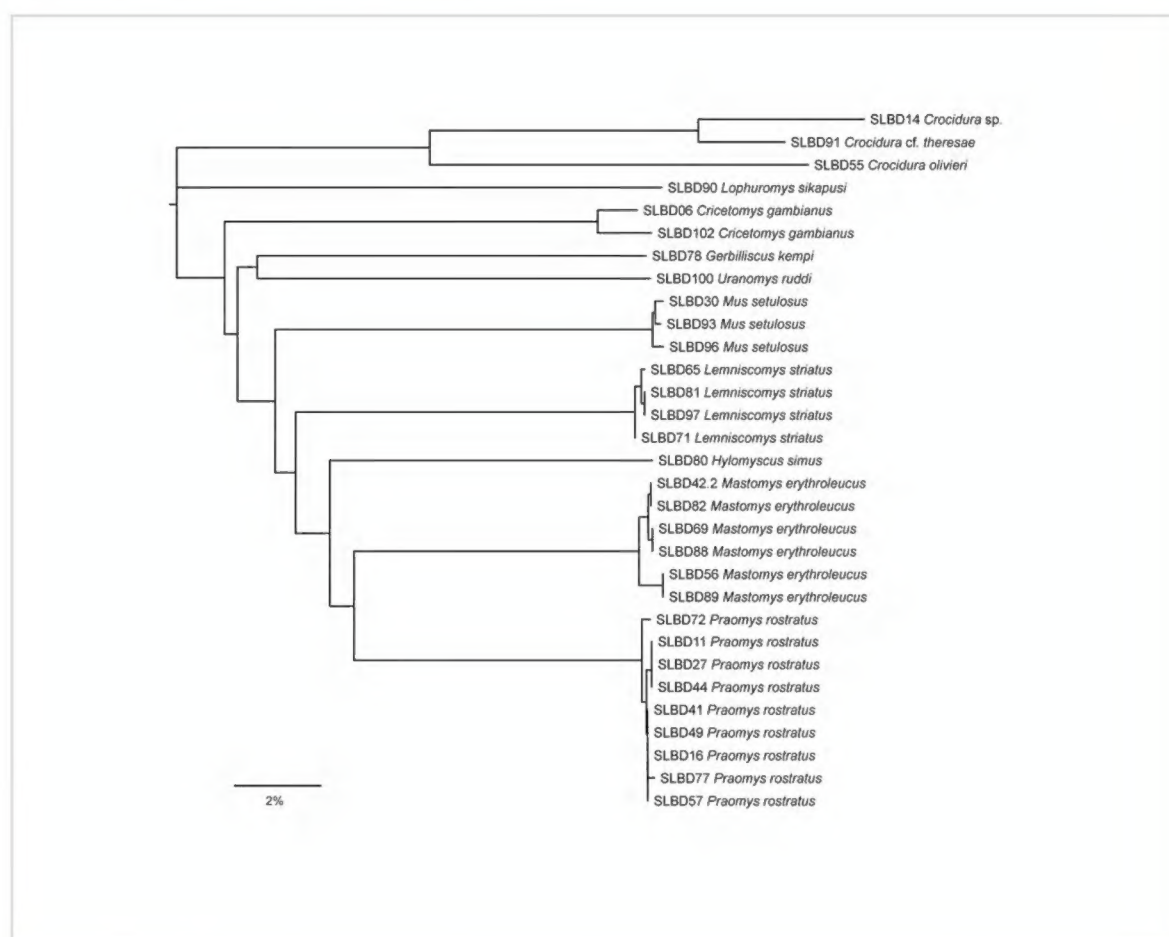 SLBD14 Crocidura sp.
SLBD91 Crocidura cf. theresae
SLBD55 Crocidura olivieri
SLBD90 Lophuromys sikapusi
SLBD06 Cricetomys gambianus
SLBD102 Cricetomys gambianus
SLBD78 Gerbilliscus kempi
SLBD100 Uranomys ruddi
SLBD30 Mus setulosus
SLBD93 Mus setulosus
SLBD96 Mus setulosus
SLBD65 Lemniscomys striatus
SLBD81 Lemniscomys striatus
SLBD97 Lemniscomys striatus
SLBD71 Lemniscomys striatus
SLBD80 Hylomyscus simus
SLBD42.2 Mastomys erythroleucus
SLBD82 Mastomys erythroleucus
SLBD69 Mastomys erythroleucus
SLBD88 Mastomys erythroleucus
SLBD56 Mastomys erythroleucus
SLBD89 Mastomys erythroleucus
SLBD72 Praomys rostratus
SLBD11 Praomys rostratus
SLBD27 Praomys rostratus
SLBD44 Praomys rostratus
SLBD41 Praomys rostratus
SLBD49 Praomys rostratus
SLBD16 Praomys rostratus
SLBD77 Praomys rostratus
SLBD57 Praomys rostratus
2%